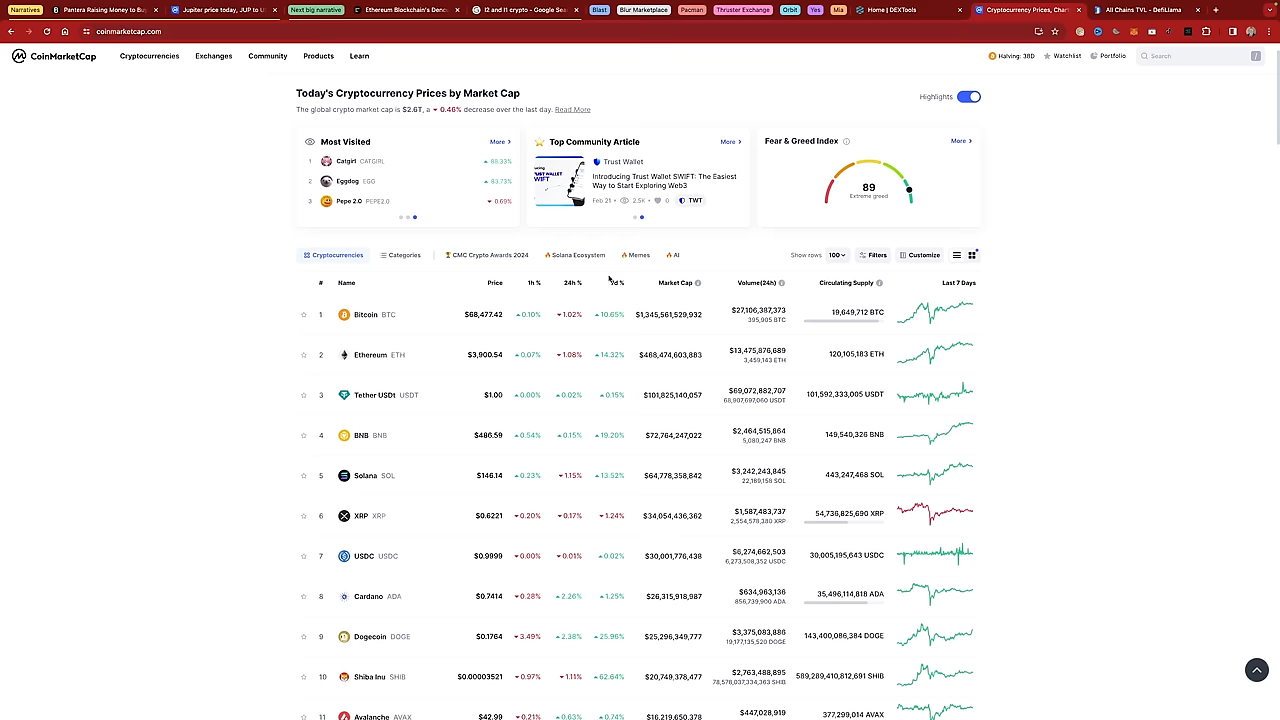 Narratives
Pantera Raising Money to Buy
Jupiter price today, JUP to U
Next big narrative
Ethereum Blockchain's Dencu
l2 and l1 crypto - Google Sea
Blast
Blur Marketplace
Pacman
Thruster Exchange
Orbit
Yes
Mia
Home | DEXTools
Cryptocurrency Prices, Chart
All Chains TVL - DefiLlama
coinmarketcap.com
CoinMarketCap
Cryptocurrencies
Exchanges
Community
Products
Learn
Halving: 38D
Watchlist
Portfolio
Search
/
Today's Cryptocurrency Prices by Market Cap
The global crypto market cap is $2.6T, a 0.46% decrease over the last day. Read More
Highlights
Most Visited
More >
1 Catgirl CATGIRL 88.33%
2 Eggdog EGG 83.73%
3 Pepe 2.0 PEPE2.0 0.69%
Top Community Article
More >
Trust Wallet
Introducing Trust Wallet SWIFT: The Easiest
Way to Start Exploring Web3
Feb 21 • 2.5K • 0 TWT
Fear & Greed Index
More >
89
Extreme greed
Cryptocurrencies
Categories
CMC Crypto Awards 2024
Solana Ecosystem
Memes
AI
Show rows 100
Filters
Customize
# Name Price 1h % 24h % 7d % Market Cap Volume(24h) Circulating Supply Last 7 Days
1 Bitcoin BTC $68,477.42 0.10% 1.02% 10.65% $1,345,561,529,932 $27,106,387,373 19,649,712 BTC
395,905 BTC
2 Ethereum ETH $3,900.54 0.07% 1.08% 14.32% $468,474,603,883 $13,475,876,689 120,105,183 ETH
3,459,143 ETH
3 Tether USDt USDT $1.00 0.00% 0.02% 0.15% $101,825,140,057 $69,072,882,707 101,592,333,005 USDT
68,907,697,060 USDT
4 BNB BNB $486.59 0.54% 0.15% 19.20% $72,764,247,022 $2,464,515,864 149,540,326 BNB
5,080,247 BNB
5 Solana SOL $146.14 0.23% 1.15% 13.52% $64,778,358,842 $3,242,243,845 443,247,468 SOL
22,189,158 SOL
6 XRP XRP $0.6221 0.20% 0.17% 1.24% $34,054,436,362 $1,587,483,737 54,736,825,690 XRP
2,554,578,380 XRP
7 USDC USDC $0.9999 0.00% 0.01% 0.02% $30,001,776,438 $6,274,662,503 30,005,195,643 USDC
6,273,508,352 USDC
8 Cardano ADA $0.7414 0.28% 2.26% 1.25% $26,315,918,987 $634,963,136 35,496,114,818 ADA
856,739,900 ADA
9 Dogecoin DOGE $0.1764 3.49% 2.38% 25.96% $25,296,349,777 $3,375,083,886 143,400,086,384 DOGE
19,177,135,520 DOGE
10 Shiba Inu SHIB $0.00003521 0.97% 1.11% 62.64% $20,749,378,477 $2,763,488,895 589,289,410,812,691 SHIB
78,578,037,334,363 SHIB
11 Avalanche AVAX $42.99 0.21% 0.63% 0.74% $16,219,650,378 $447,028,919 377,299,014 AVAX